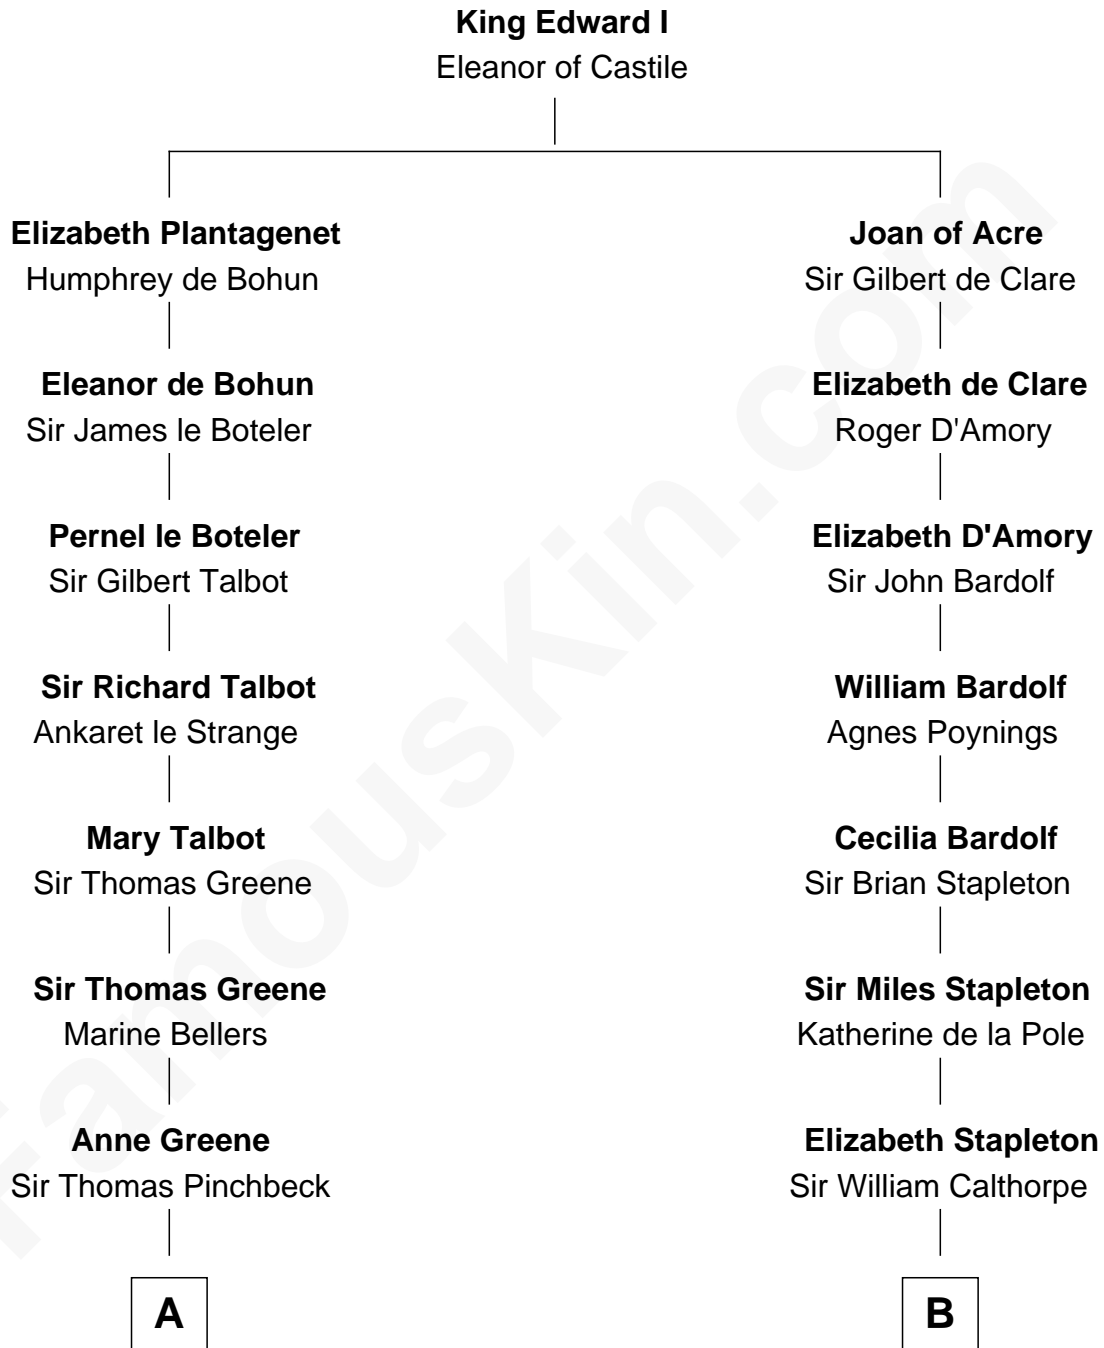 King Edward I
Eleanor of Castile
Elizabeth Plantagenet
Humphrey de Bohun
Eleanor de Bohun
Sir James le Boteler
Pernel le Boteler
Sir Gilbert Talbot
Sir Richard Talbot
Ankaret le Strange
Mary Talbot
Sir Thomas Greene
Sir Thomas Greene
Marine Bellers
Anne Greene
Sir Thomas Pinchbeck
A
Joan of Acre
Sir Gilbert de Clare
Elizabeth de Clare
Roger D'Amory
Elizabeth D'Amory
Sir John Bardolf
William Bardolf
Agnes Poynings
Cecilia Bardolf
Sir Brian Stapleton
Sir Miles Stapleton
Katherine de la Pole
Elizabeth Stapleton
Sir William Calthorpe
B
FamousKin.com